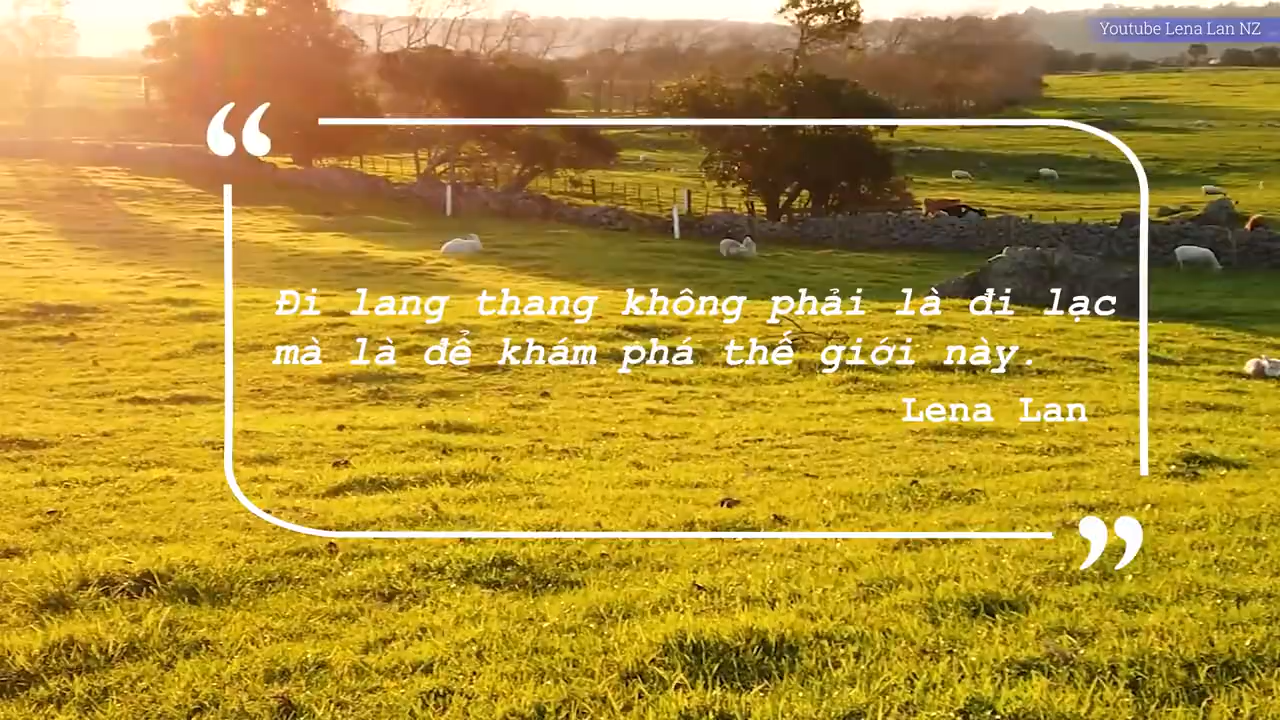 Youtube Lena Lan NZ
“
Đi lang thang không phải là đi lạc
mà là để khám phá thế giới này.
Lena Lan
”